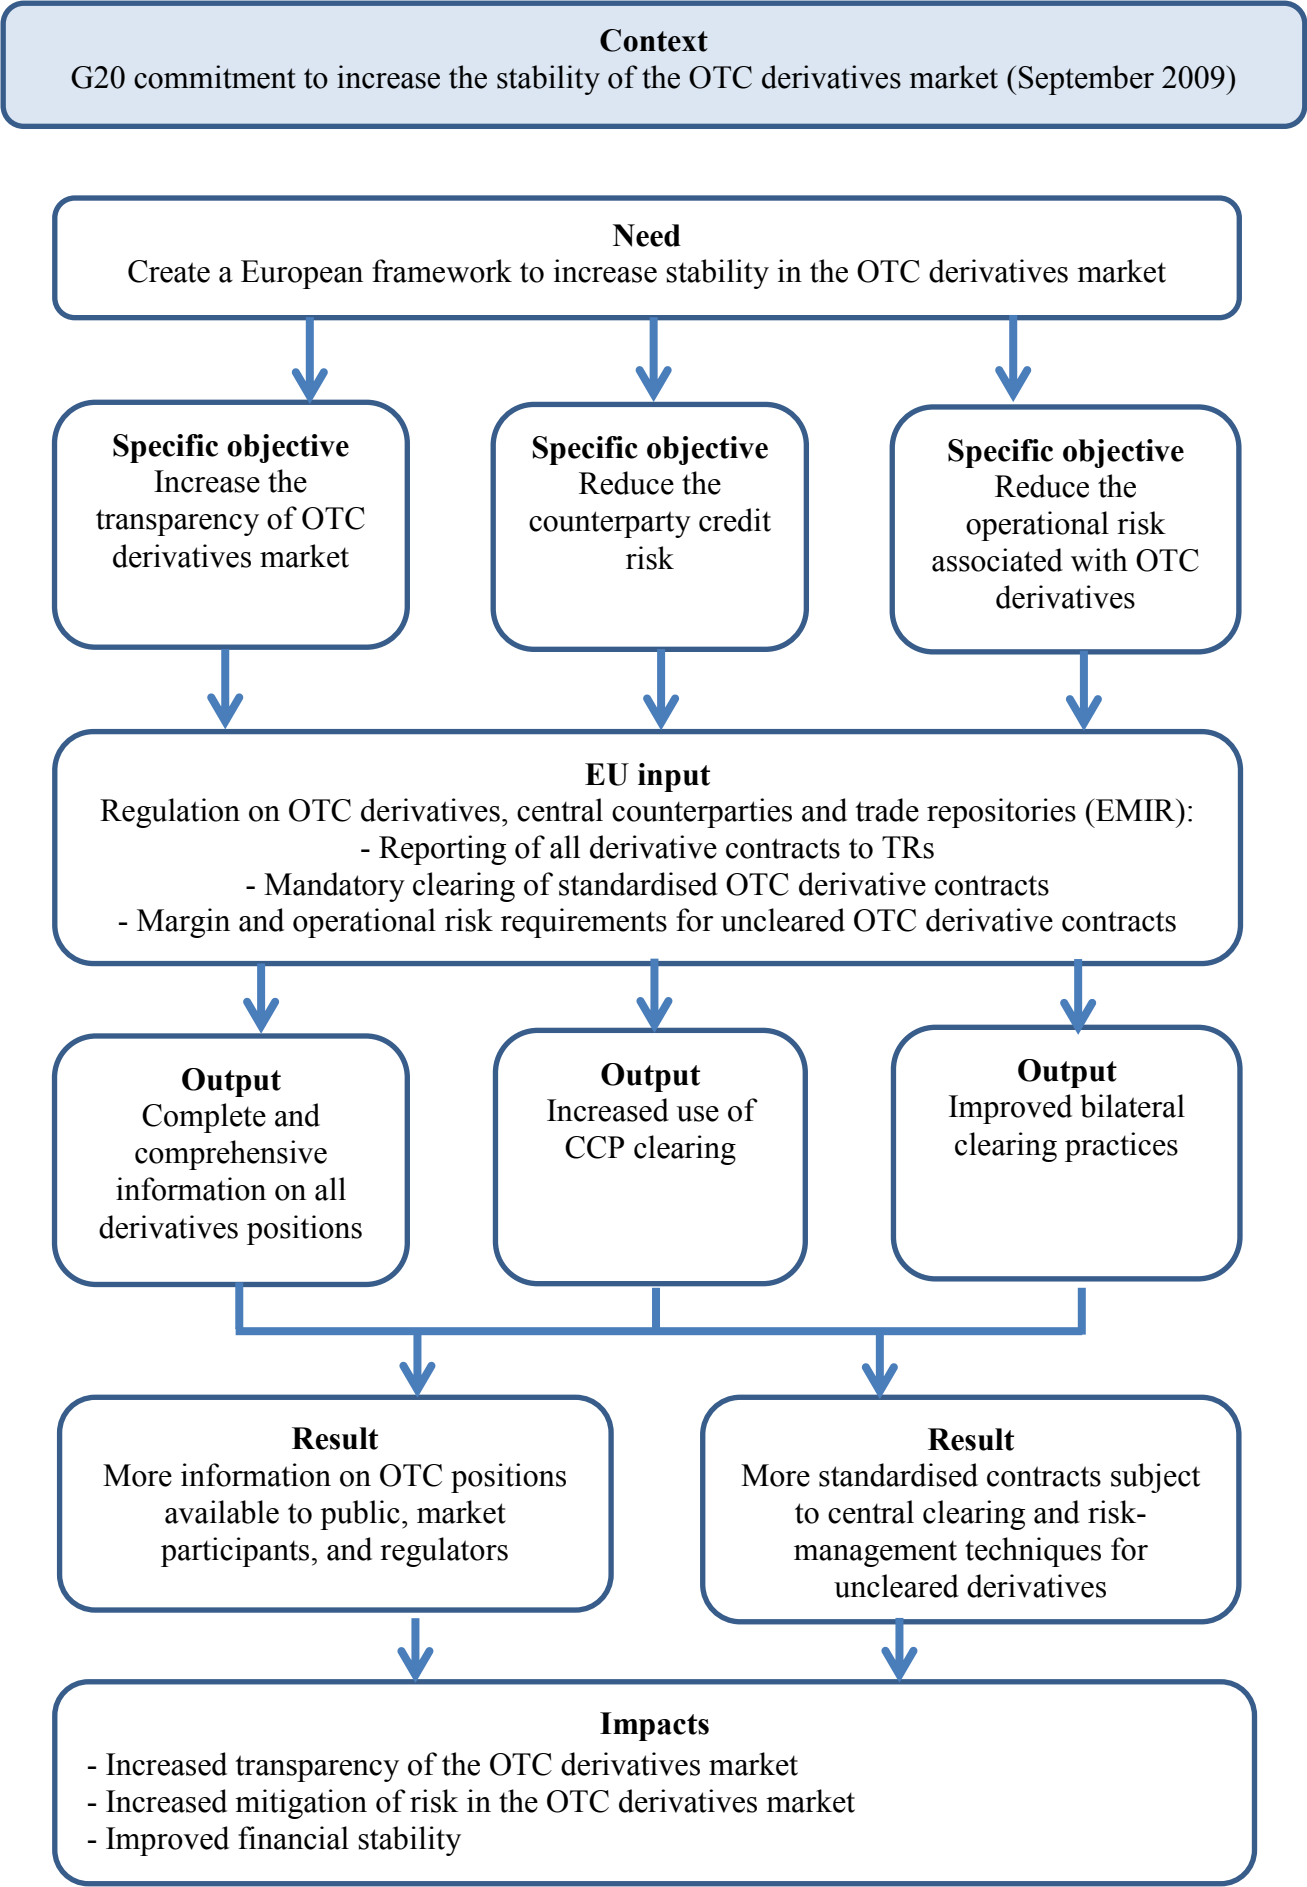 Context
G20 commitment to increase the stability of the OTC derivatives market (September 2009)
Need
Create a European framework to increase stability in the OTC derivatives market
Specific objective
Increase the
transparency of OTC
derivatives market
Specific objective
Reduce the
counterparty credit
risk
Specific objective
Reduce the
operational risk
associated with OTC
derivatives
EU input
Regulation on OTC derivatives, central counterparties and trade repositories (EMIR):
- Reporting of all derivative contracts to TRs
- Mandatory clearing of standardised OTC derivative contracts
- Margin and operational risk requirements for uncleared OTC derivative contracts
Output
Complete and
comprehensive
information on all
derivatives positions
Output
Increased use of
CCP clearing
Output
Improved bilateral
clearing practices
Result
More information on OTC positions
available to public, market
participants, and regulators
Result
More standardised contracts subject
to central clearing and risk-
management techniques for
uncleared derivatives
Impacts
- Increased transparency of the OTC derivatives market
- Increased mitigation of risk in the OTC derivatives market
- Improved financial stability